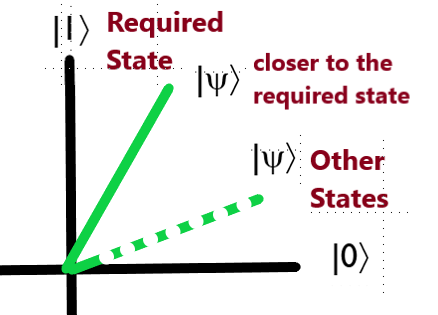 |1⟩ Required
State
|ψ⟩ closer to the
required state
|ψ⟩ Other
States
|0⟩